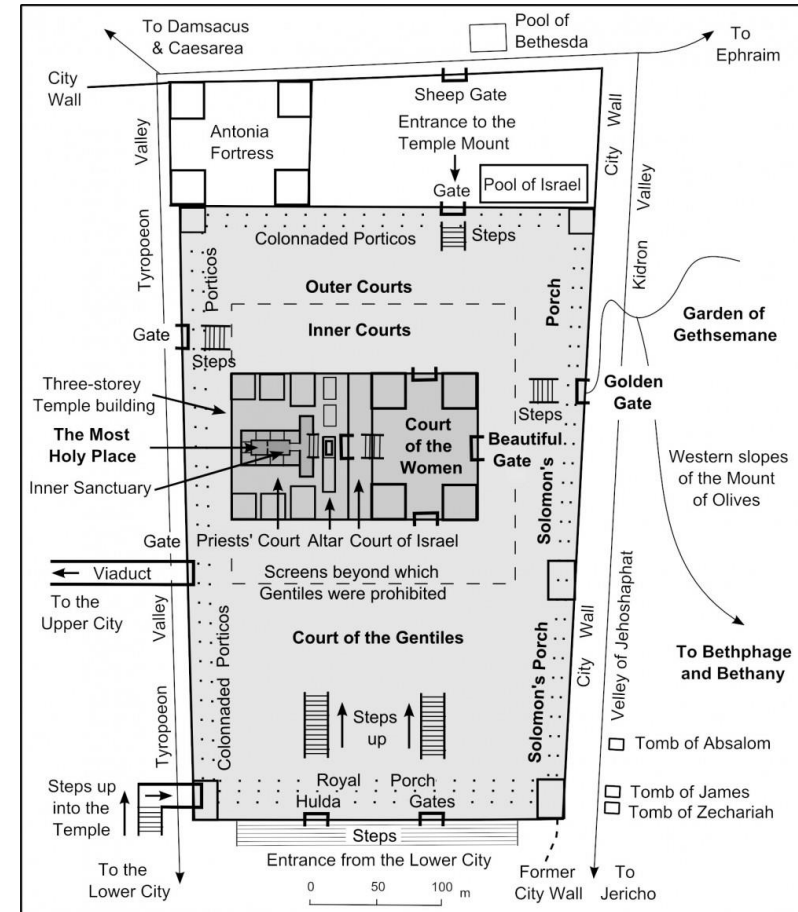 To Damsacus
& Caesarea
Pool of
Bethesda
To
Ephraim
City
Wall
Sheep Gate
Antonia
Fortress
Entrance to the
Temple Mount
Gate
Pool of Israel
City Wall
Valley
Kidron
Valley
Tyropoeon
Colonnaded Porticos
Steps
Porticos
Outer Courts
Porch
Inner Courts
Garden of
Gethsemane
Gate
Steps
Golden
Gate
Steps
Three-storey
Temple building
Court
of the
Women
The Most
Holy Place
Beautiful
Gate
Inner Sanctuary
Western slopes
of the Mount
of Olives
Solomon's
Gate
Priests' Court
Altar
Court of Israel
Viaduct
Screens beyond which
Gentiles were prohibited
To the
Upper City
Valley
Colonnaded Porticos
Court of the Gentiles
City Wall
Velley of Jehoshaphat
To Bethphage
and Bethany
Tyropoeon
Steps
up
Solomon's Porch
Tomb of Absalom
Steps up
into the
Temple
Royal Porch
Hulda Gates
Tomb of James
Tomb of Zechariah
Steps
Entrance from the Lower City
To the
Lower City
0 50 100 m
Former
City Wall
To
Jericho